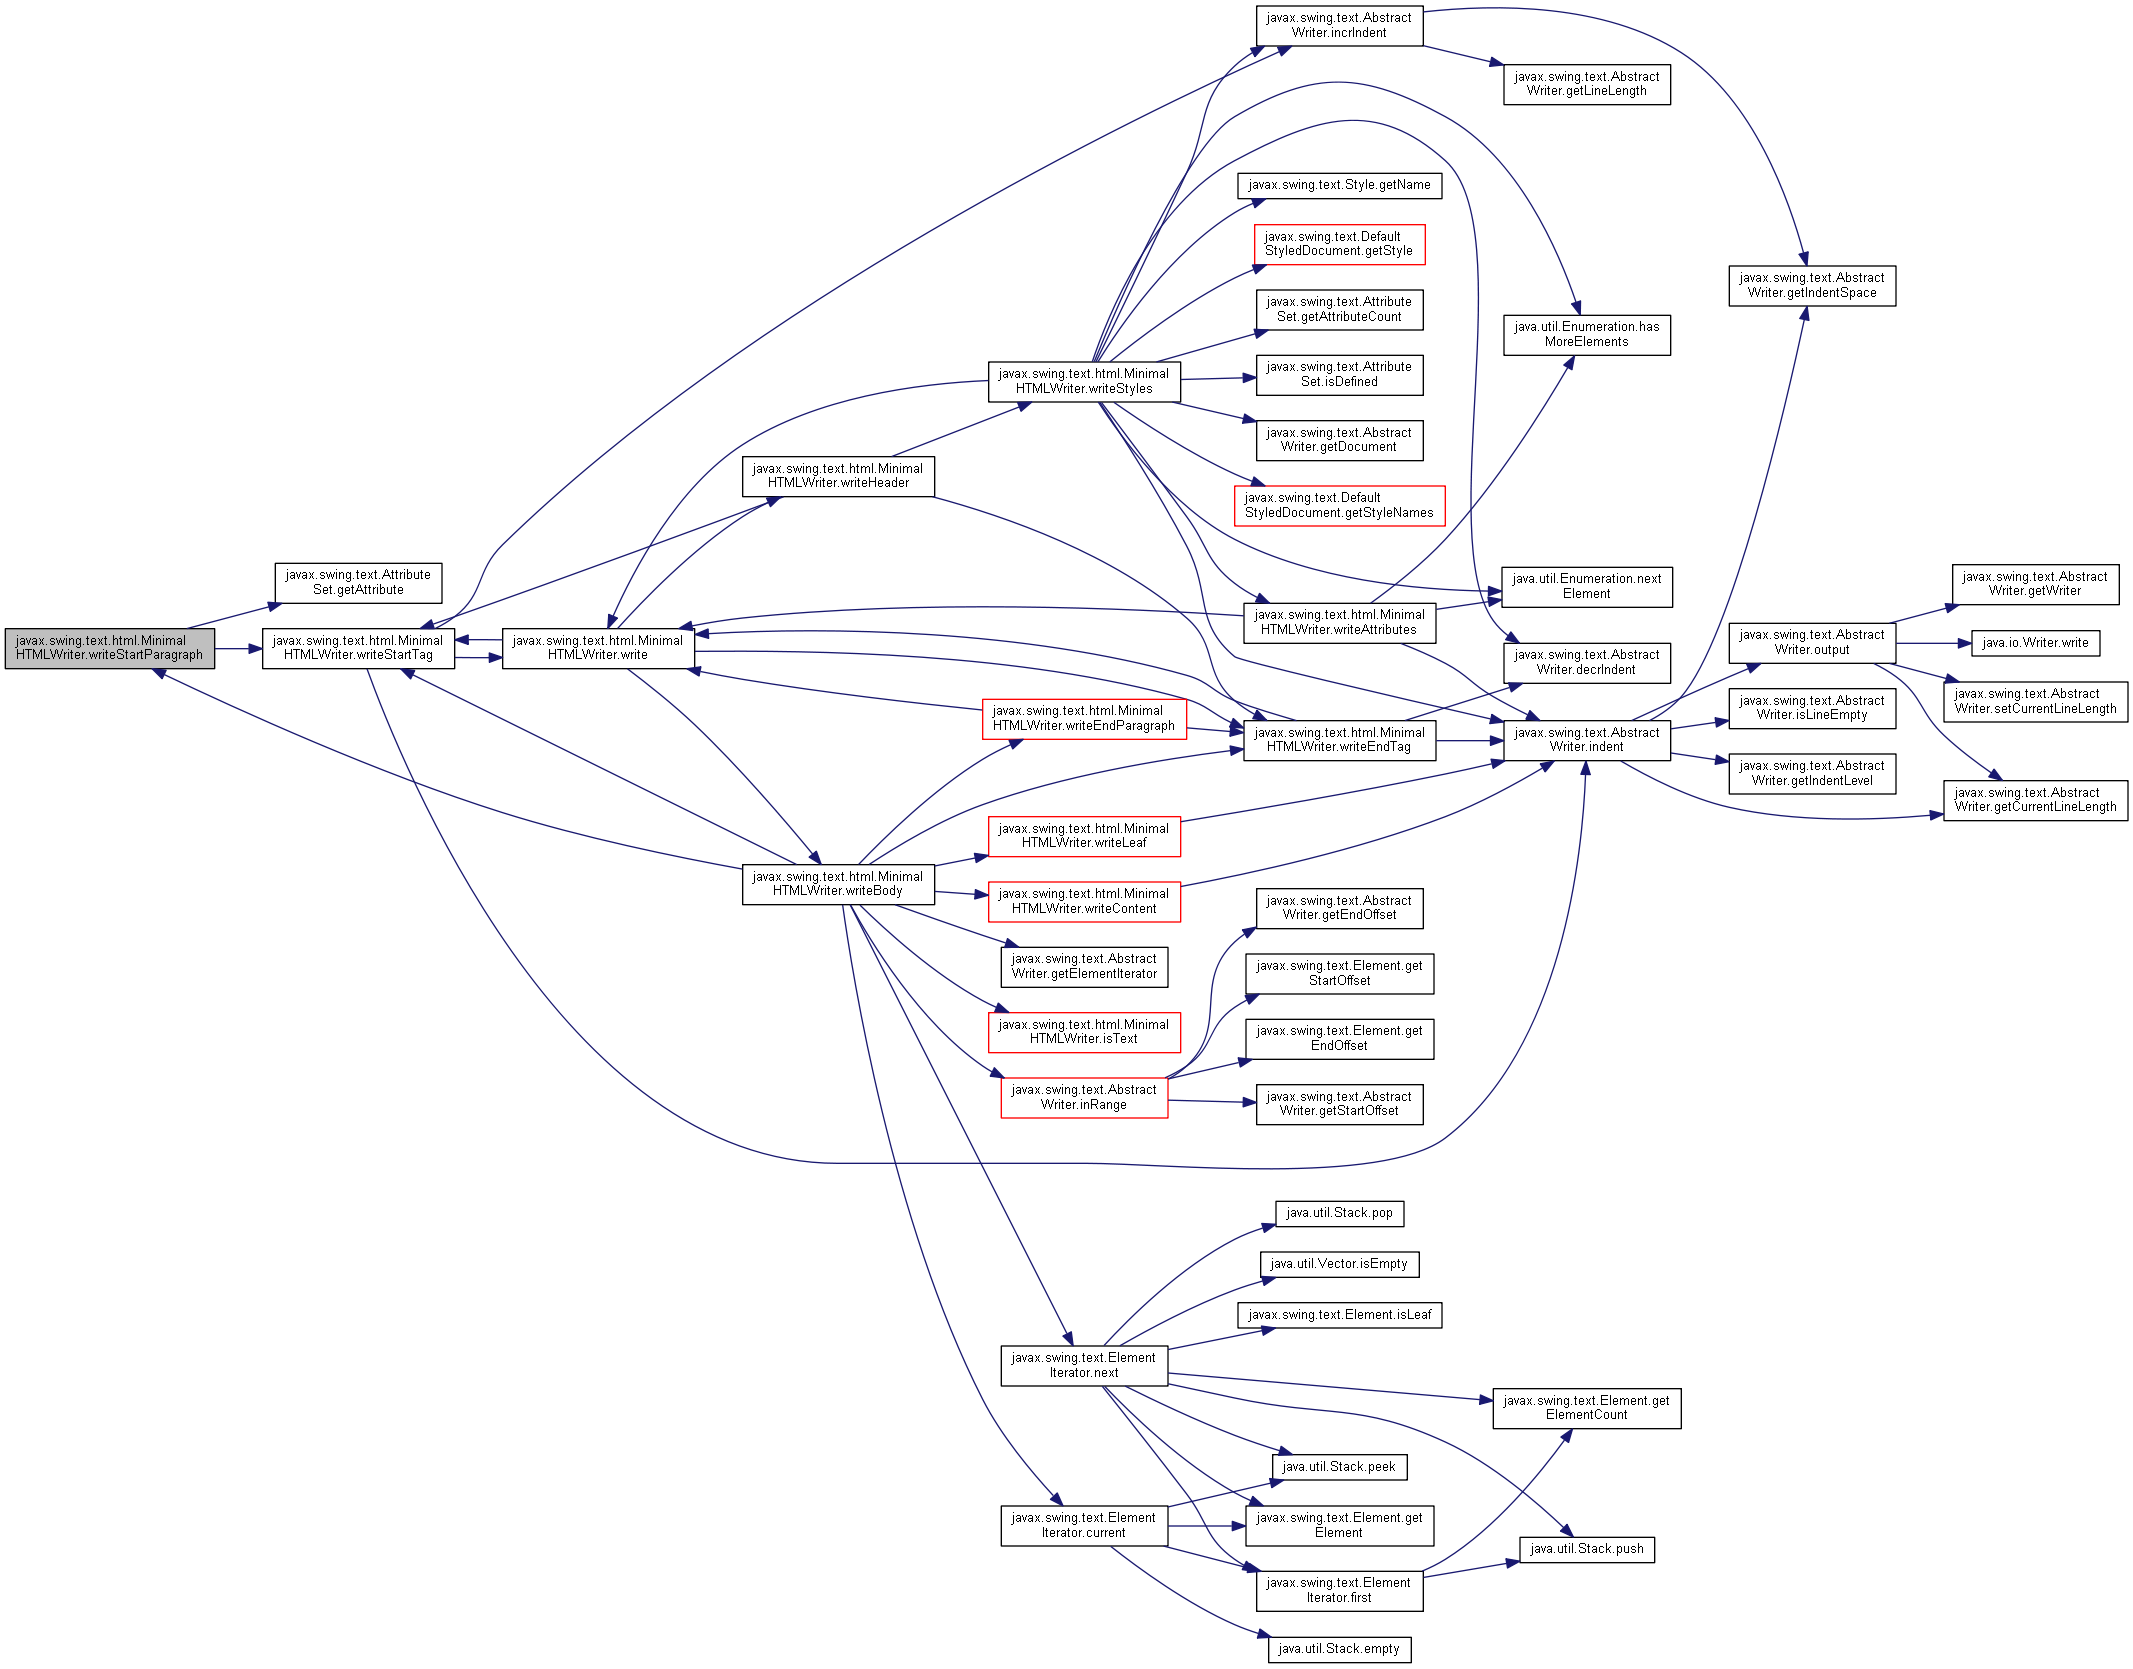 javax.swing.text.html.Minimal
HTMLWriter.writeStartParagraph
javax.swing.text.Attribute
Set.getAttribute
javax.swing.text.html.Minimal
HTMLWriter.writeStartTag
javax.swing.text.html.Minimal
HTMLWriter.write
javax.swing.text.html.Minimal
HTMLWriter.writeHeader
javax.swing.text.html.Minimal
HTMLWriter.writeBody
javax.swing.text.html.Minimal
HTMLWriter.writeStyles
javax.swing.text.html.Minimal
HTMLWriter.writeEndParagraph
javax.swing.text.html.Minimal
HTMLWriter.writeLeaf
javax.swing.text.html.Minimal
HTMLWriter.writeContent
javax.swing.text.Abstract
Writer.getElementIterator
javax.swing.text.html.Minimal
HTMLWriter.isText
javax.swing.text.Abstract
Writer.inRange
javax.swing.text.Element
Iterator.next
javax.swing.text.Element
Iterator.current
javax.swing.text.Abstract
Writer.incrIndent
javax.swing.text.Style.getName
javax.swing.text.Default
StyledDocument.getStyle
javax.swing.text.Attribute
Set.getAttributeCount
javax.swing.text.Attribute
Set.isDefined
javax.swing.text.Abstract
Writer.getDocument
javax.swing.text.Default
StyledDocument.getStyleNames
javax.swing.text.html.Minimal
HTMLWriter.writeAttributes
javax.swing.text.html.Minimal
HTMLWriter.writeEndTag
javax.swing.text.Abstract
Writer.getEndOffset
javax.swing.text.Element.get
StartOffset
javax.swing.text.Element.get
EndOffset
javax.swing.text.Abstract
Writer.getStartOffset
java.util.Stack.pop
java.util.Vector.isEmpty
javax.swing.text.Element.isLeaf
java.util.Stack.peek
javax.swing.text.Element.get
Element
javax.swing.text.Element
Iterator.first
java.util.Stack.empty
javax.swing.text.Abstract
Writer.getLineLength
java.util.Enumeration.has
MoreElements
java.util.Enumeration.next
Element
javax.swing.text.Abstract
Writer.decrIndent
javax.swing.text.Abstract
Writer.indent
javax.swing.text.Element.get
ElementCount
java.util.Stack.push
javax.swing.text.Abstract
Writer.getIndentSpace
javax.swing.text.Abstract
Writer.output
javax.swing.text.Abstract
Writer.isLineEmpty
javax.swing.text.Abstract
Writer.getIndentLevel
javax.swing.text.Abstract
Writer.getWriter
java.io.Writer.write
javax.swing.text.Abstract
Writer.setCurrentLineLength
javax.swing.text.Abstract
Writer.getCurrentLineLength